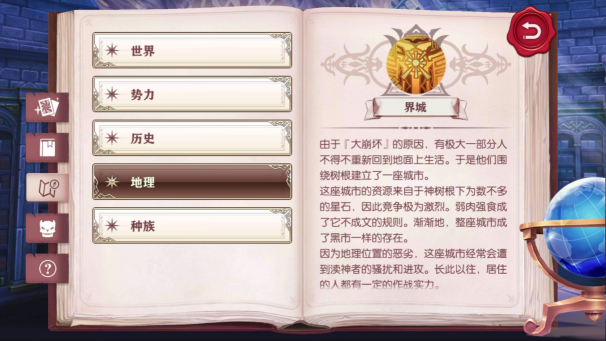 世界
势力
历史
地理
种族
界城
由于『大崩坏』的原因，有极大一部分人
不得不重新回到地面上生活。于是他们围
绕树根建立了一座城市。
这座城市的资源来自于神树根下为数不多
的星石，因此竞争极为激烈。弱肉强食成
了它不成文的规则。渐渐地，整座城市成
了黑市一样的存在。
因为地理位置的恶劣，这座城市经常会遭
到渎神者的骚扰和进攻。长此以往，居住
的人都有一定的作战实力。